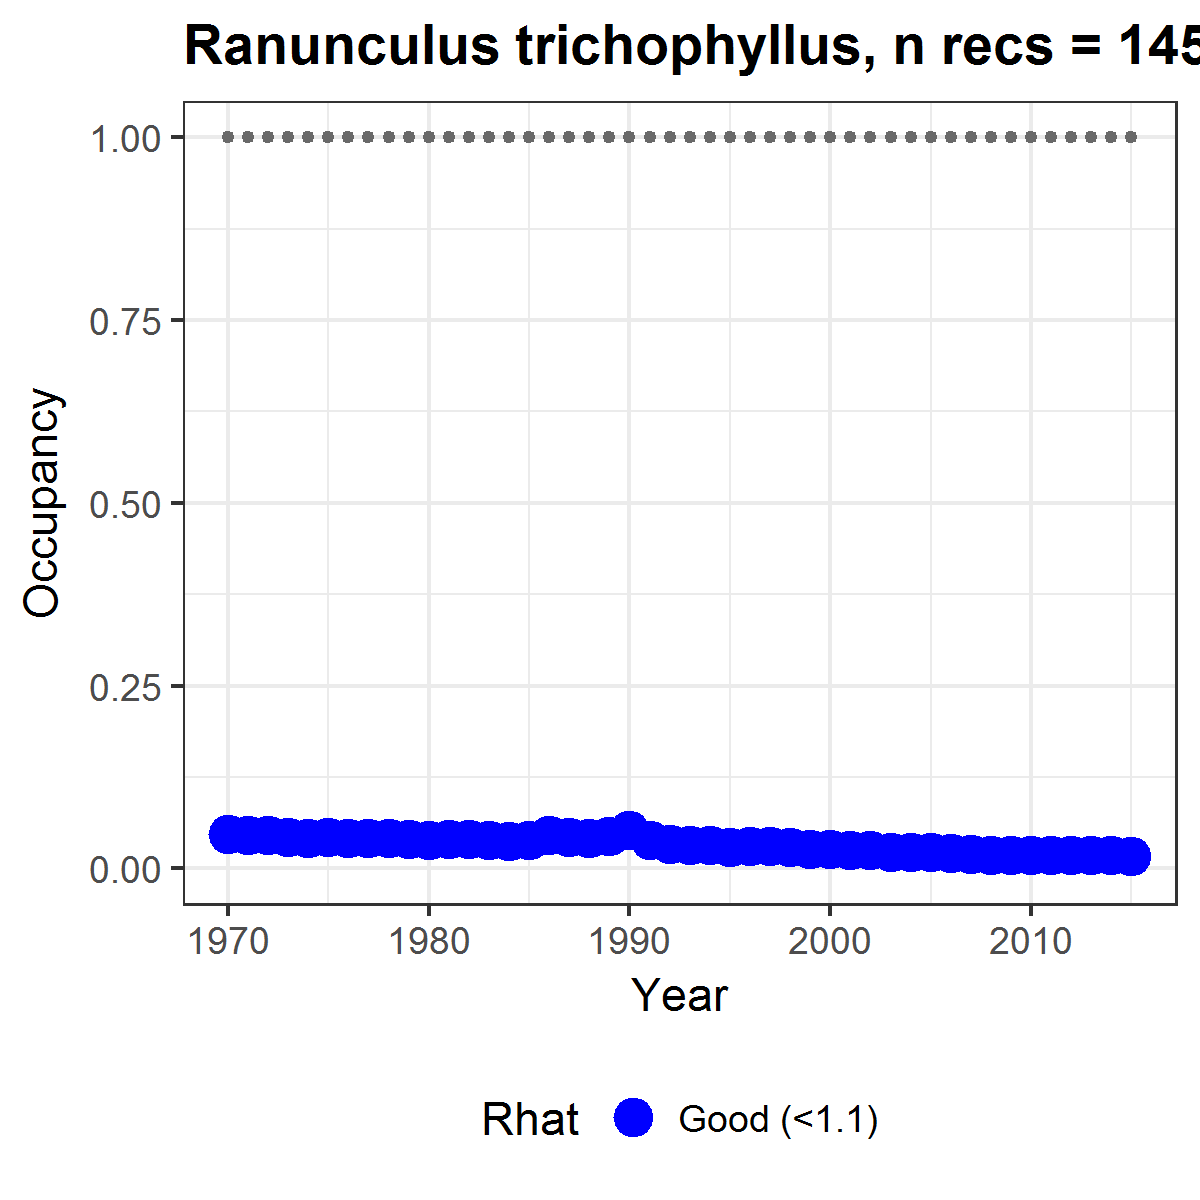 Ranunculus trichophyllus, n recs = 145
1.00
0.75
0.50
0.25
0.00
Occupancy
1970 1980 1990 2000 2010
Year
Rhat Good (<1.1)